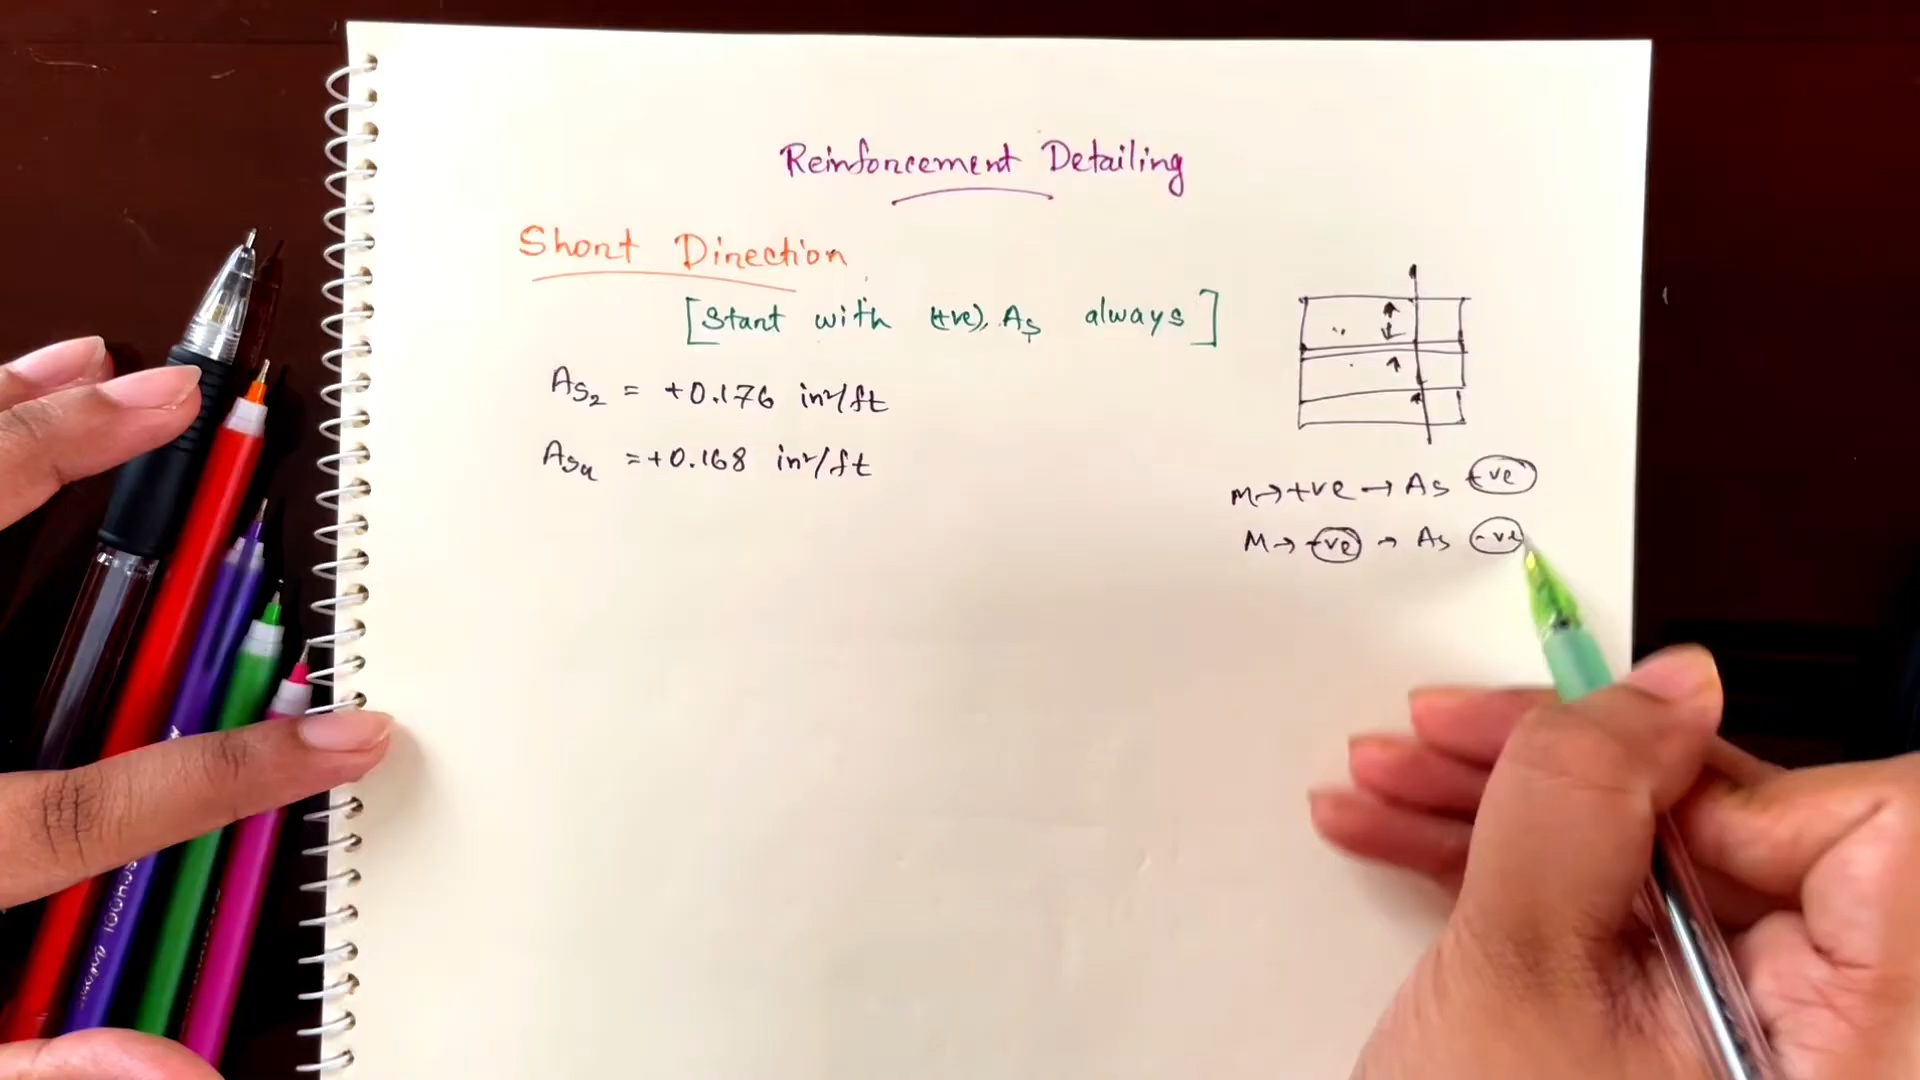 Reinforcement Detailing
Short Direction
[Start with (+ve), As always]
As2 = +0.176 in²/ft
As4 = +0.168 in²/ft
M→+ve → As +ve
M→ -ve → As -ve
SCHOOL